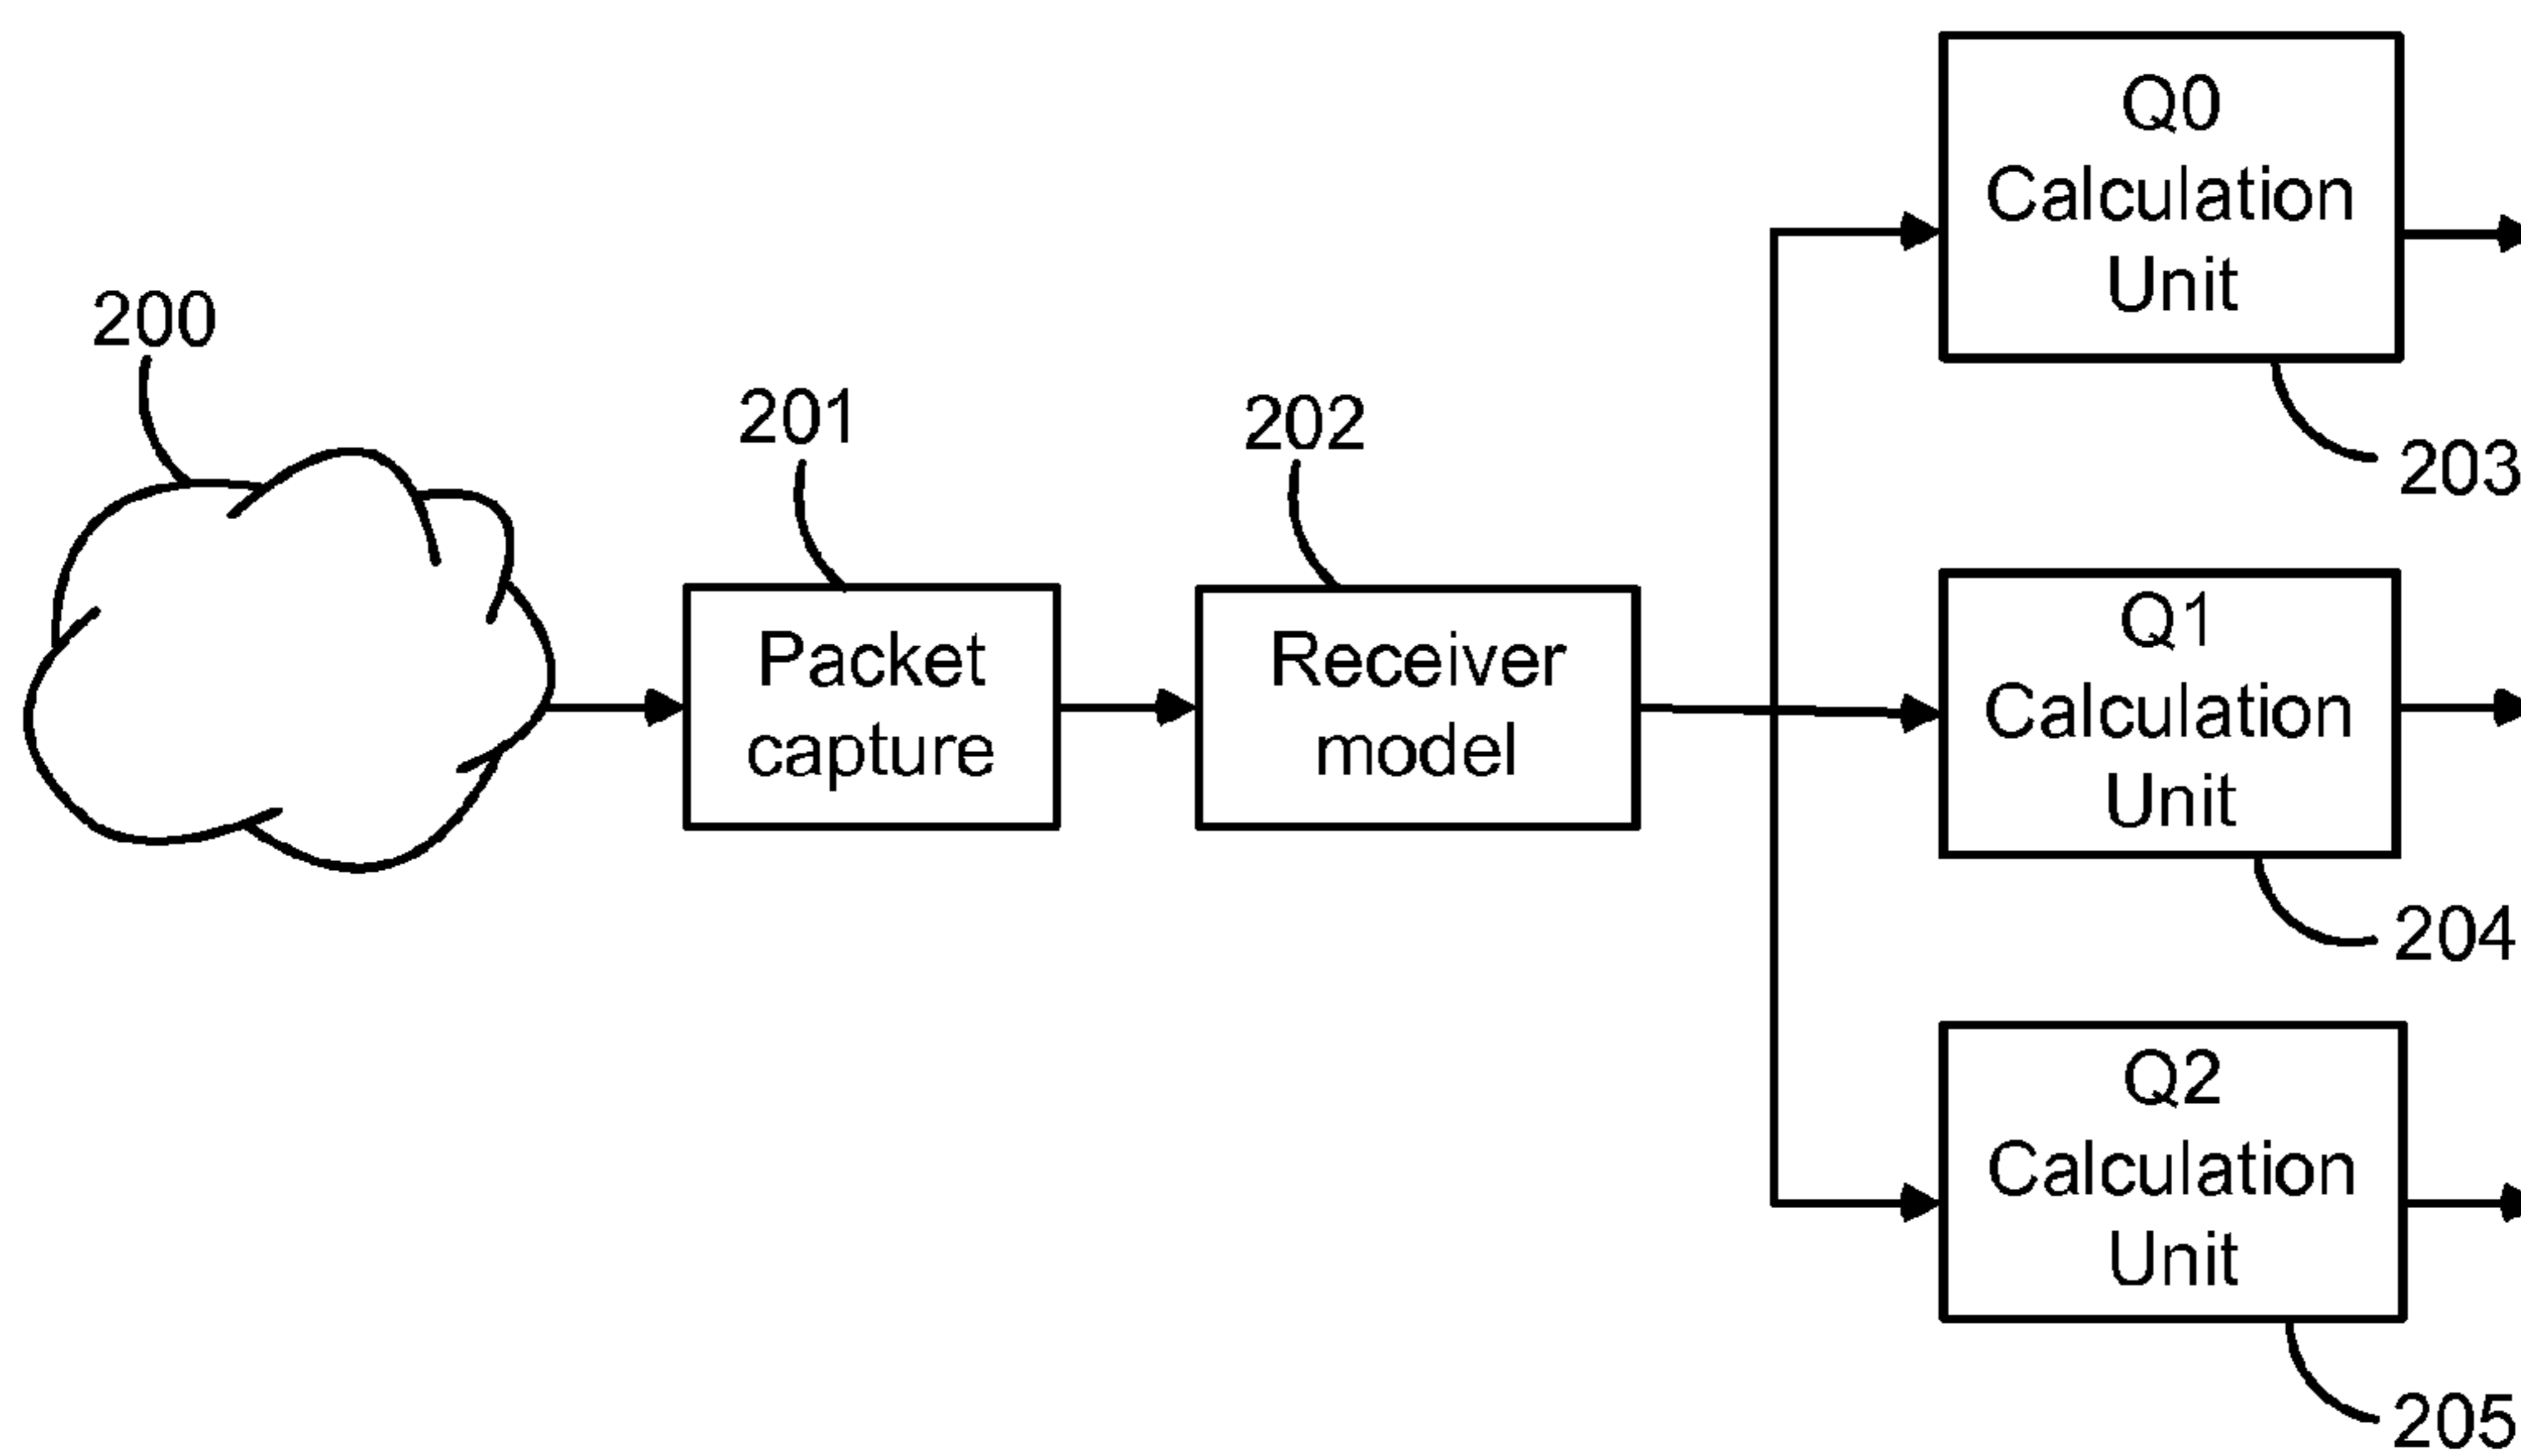 200
201
Packet
capture
202
Receiver
model
Q0
Calculation
Unit
203
Q1
Calculation
Unit
204
Q2
Calculation
Unit
205